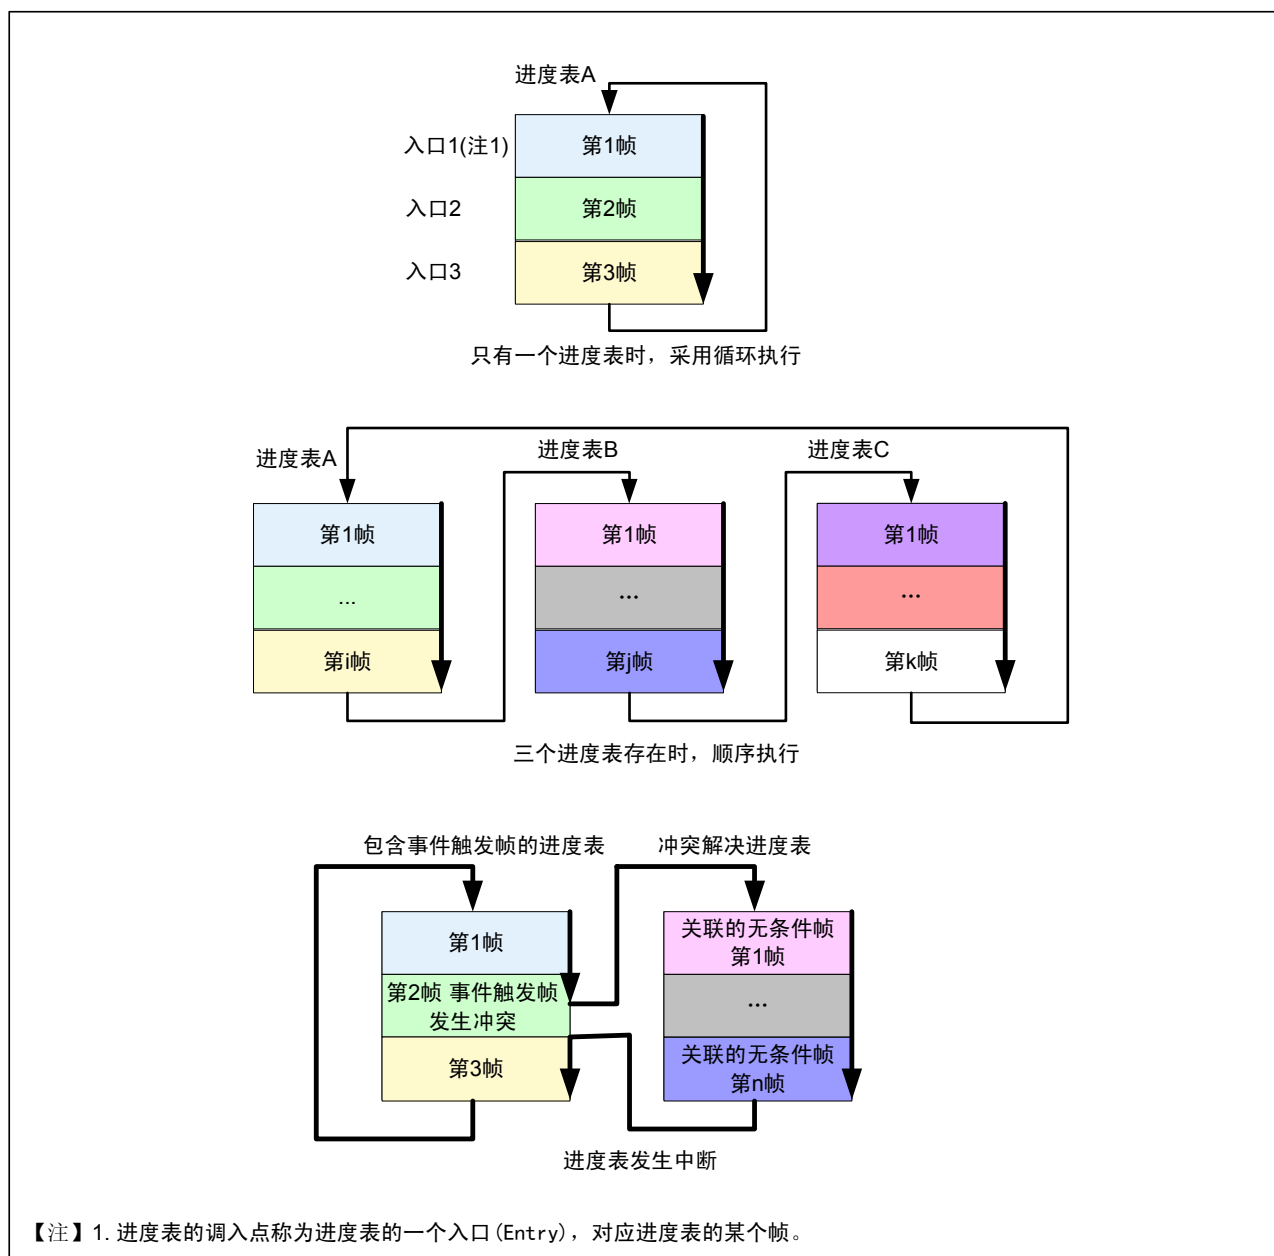 进度表A
入口1(注1)
第1帧
入口2
第2帧
入口3
第3帧
只有一个进度表时，采用循环执行
进度表A
进度表B
进度表C
第1帧
第1帧
第1帧
...
...
...
第i帧
第j帧
第k帧
三个进度表存在时，顺序执行
包含事件触发帧的进度表
冲突解决进度表
第1帧
第2帧 事件触发帧
发生冲突
第3帧
关联的无条件帧
第1帧
...
关联的无条件帧
第n帧
进度表发生中断
【注】1.进度表的调入点称为进度表的一个入口(Entry)，对应进度表的某个帧。